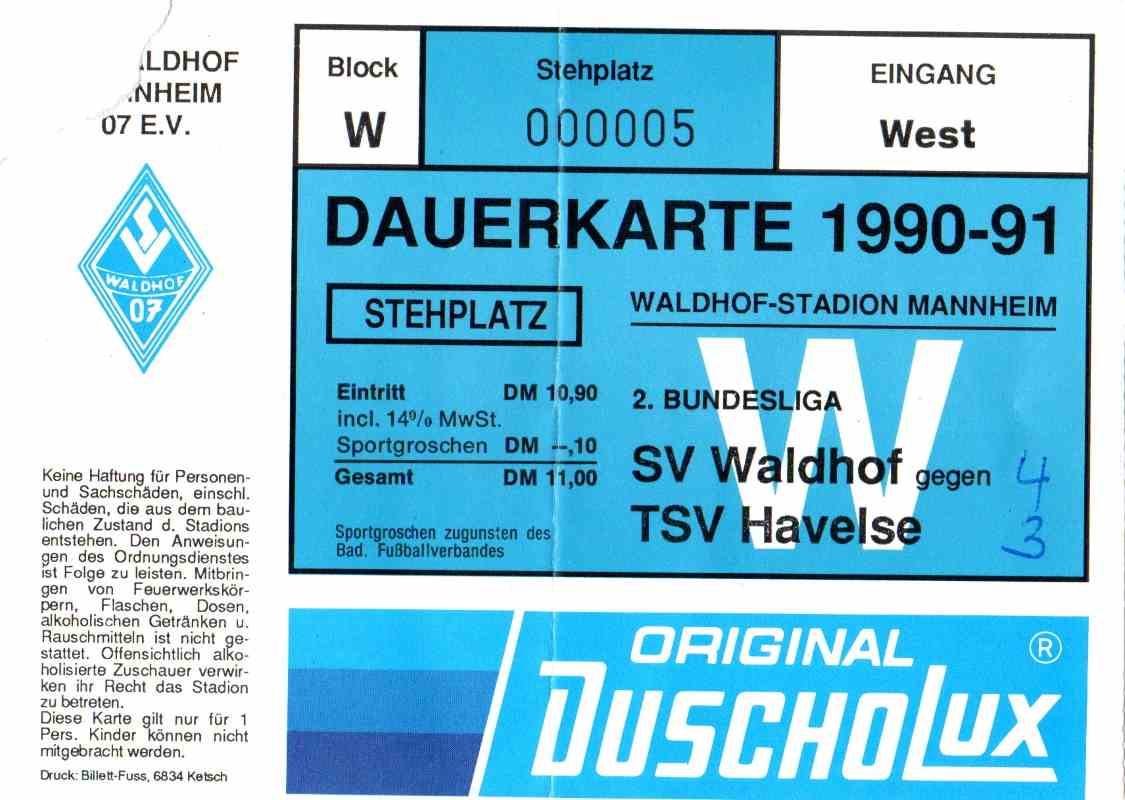 LDHOF
NHEIM
07 E.V.
WALDHOF
07
Keine Haftung für Personen-
und Sachschäden, einschl.
Schäden, die aus dem bau-
lichen Zustand d. Stadions
entstehen. Den Anweisun-
gen des Ordnungsdienstes
ist Folge zu leisten. Mitbrin-
gen von Feuerwerkskör-
pern, Flaschen, Dosen,
alkoholischen Getränken u.
Rauschmitteln ist nicht ge-
stattet. Offensichtlich alko-
holisierte Zuschauer verwir-
ken ihr Recht das Stadion
zu betreten.
Diese Karte gilt nur für 1
Pers. Kinder können nicht
mitgebracht werden.
Druck: Billett-Fuss, 6834 Ketsch
Block
W
Stehplatz
000005
EINGANG
West
DAUERKARTE 1990-91
STEHPLATZ
WALDHOF-STADION MANNHEIM
W
Eintritt DM 10,90
incl. 14% MwSt.
Sportgroschen DM --,10
Gesamt DM 11,00
Sportgroschen zugunsten des
Bad. Fußballverbandes
2. BUNDESLIGA
SV Waldhof gegen
TSV Havelse
4
3
ORIGINAL ®
DUSCHOLUX